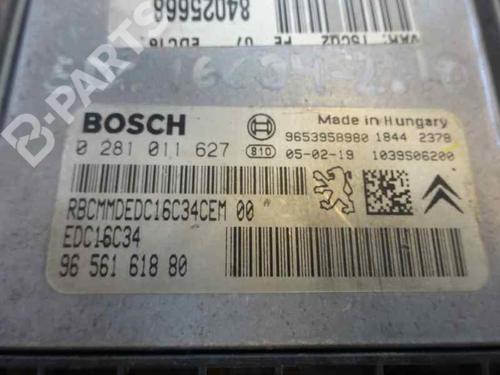 84025668
BOSCH
Made in Hungary
9653958980 1844 2379
0 281 011 627 810 05-02-19 1039S06200
RBCMMDEDC16C34CEM 00
EDC16C34
96 561 618 80
B-Parts